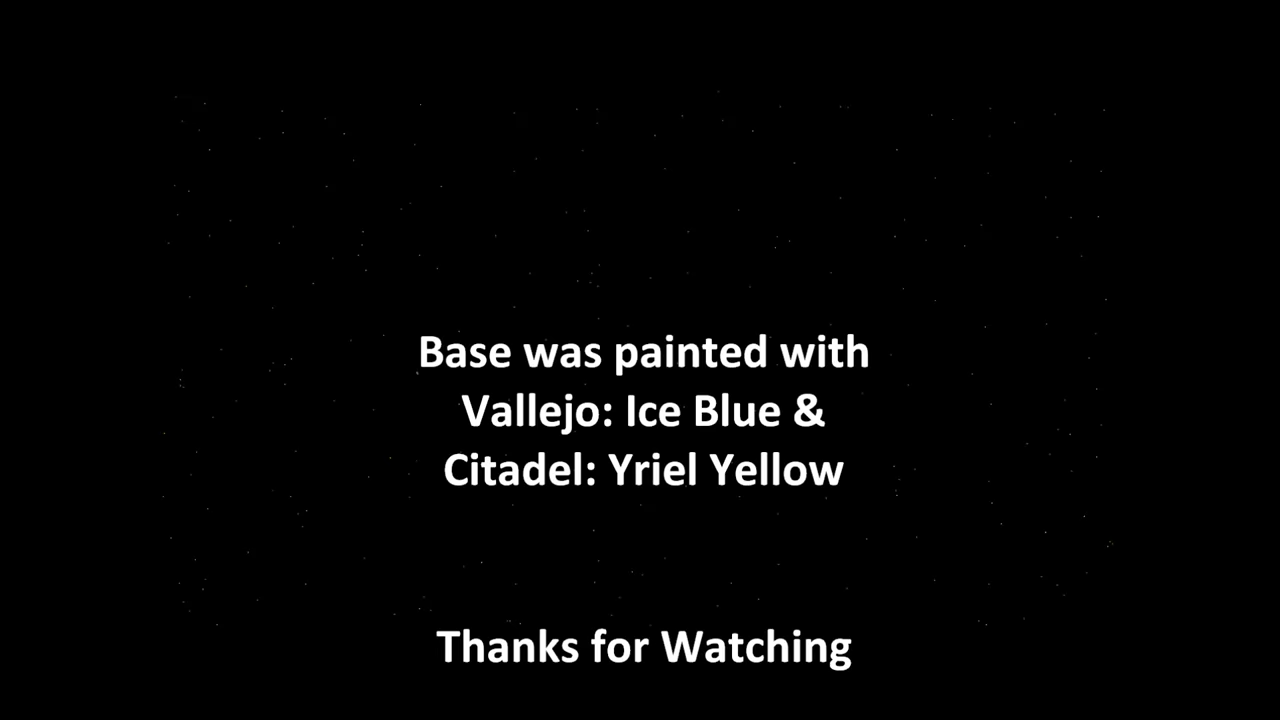 Base was painted with
Vallejo: Ice Blue &
Citadel: Yriel Yellow
Thanks for Watching